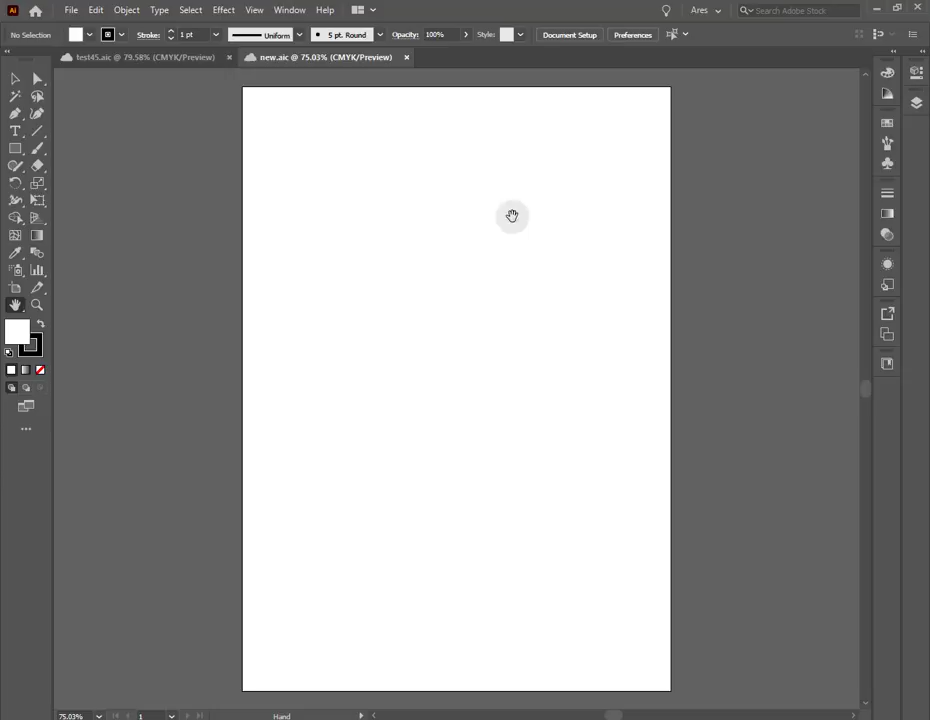 Ai File Edit Object Type Select Effect View Window Help Ares Search Adobe Stock
No Selection Stroke: 1 pt Uniform 5 pt. Round Opacity: 100% Style: Document Setup Preferences
test45.aic @ 79.58% (CMYK/Preview) × new.aic @ 75.03% (CMYK/Preview) ×
75.03% 1 Hand